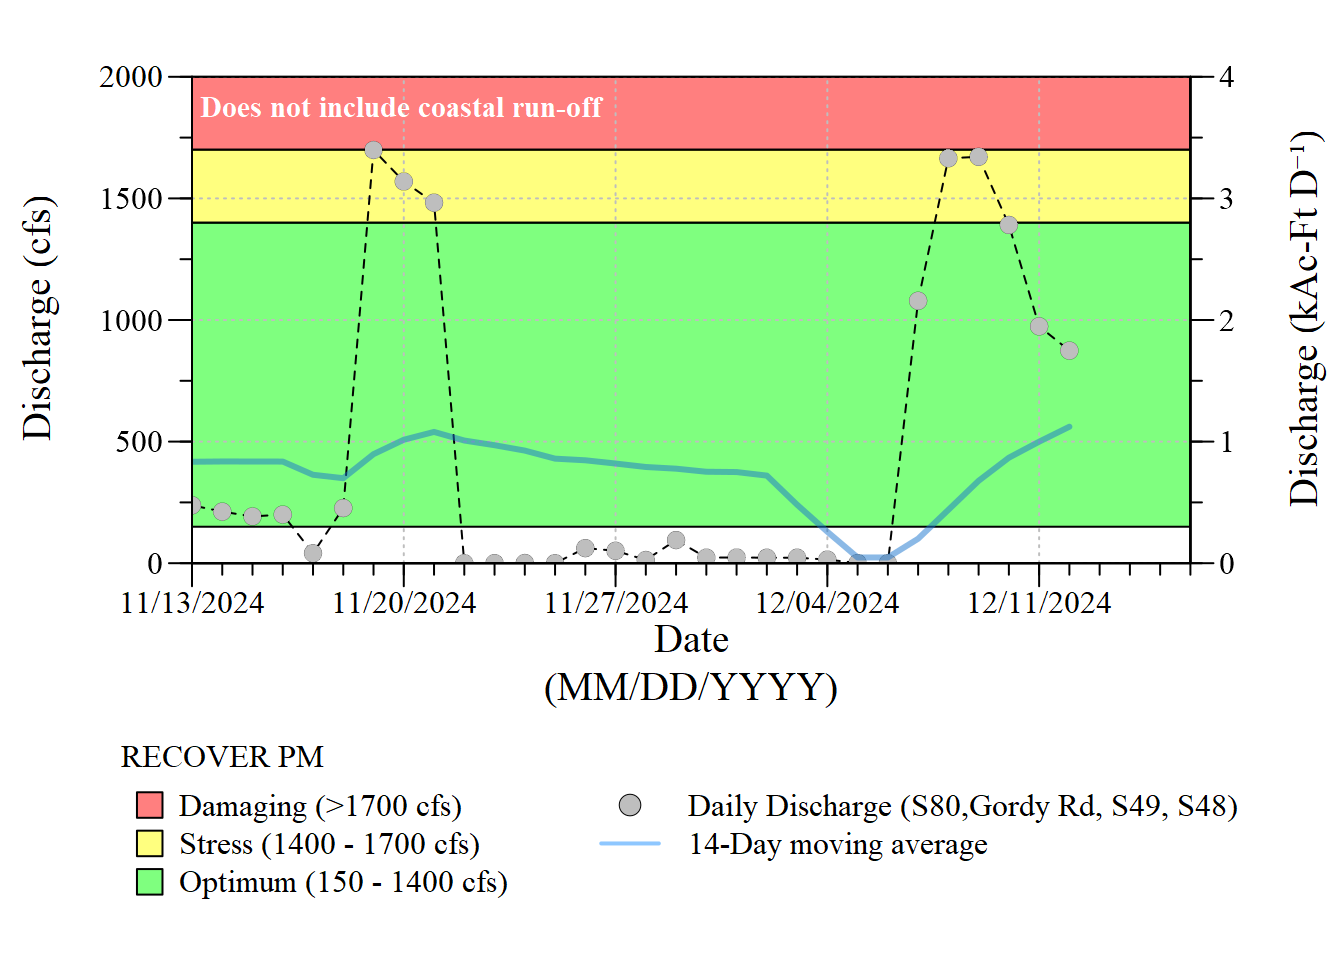 Does not include coastal run-off
2000
1500
1000
500
0
Discharge (cfs)
4
3
2
1
0
Discharge (kAc-Ft D⁻¹)
11/13/2024 11/20/2024 11/27/2024 12/04/2024 12/11/2024
Date
(MM/DD/YYYY)
RECOVER PM
Damaging (>1700 cfs)
Stress (1400 - 1700 cfs)
Optimum (150 - 1400 cfs)
Daily Discharge (S80,Gordy Rd, S49, S48)
14-Day moving average